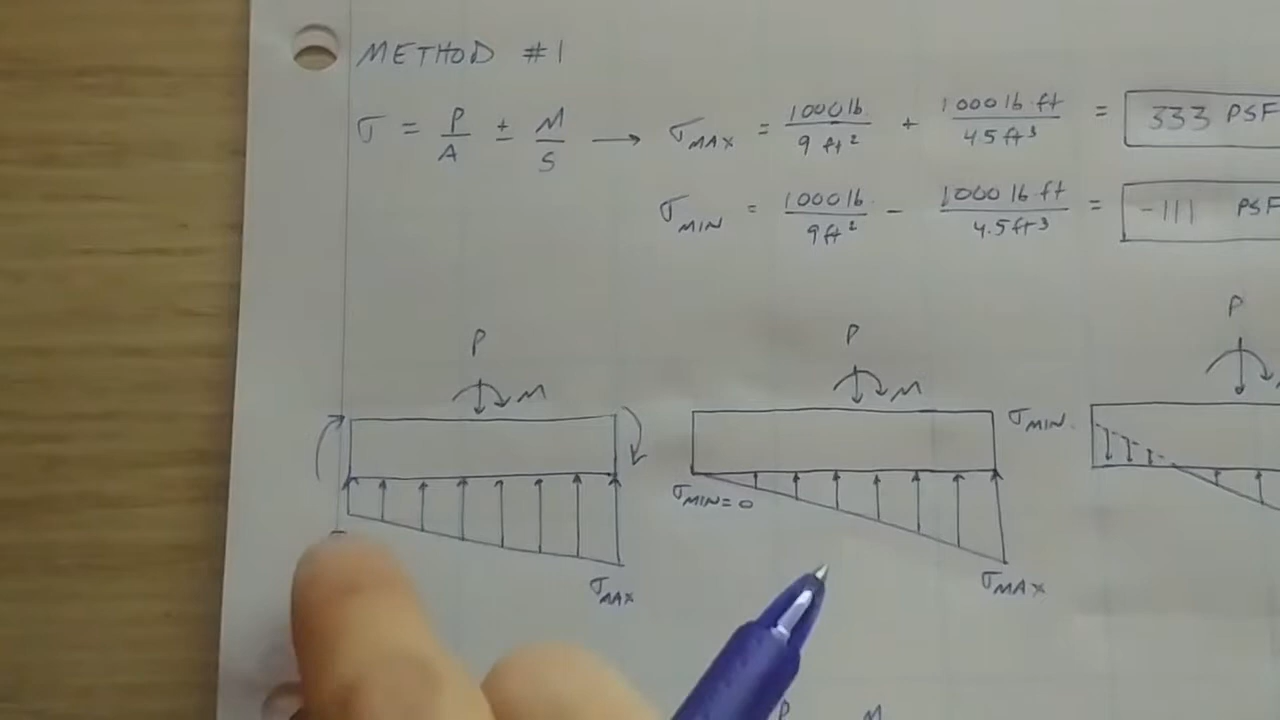 METHOD #1
σ = P/A ± M/S → σMAX = 1000 lb / 9 ft² + 1000 lb·ft / 4.5 ft³ = 333 PSF
σMIN = 1000 lb / 9 ft² - 1000 lb·ft / 4.5 ft³ = -111 PSF
P P P
M M
σMIN.
σMIN = 0
σMAX σMAX
P M